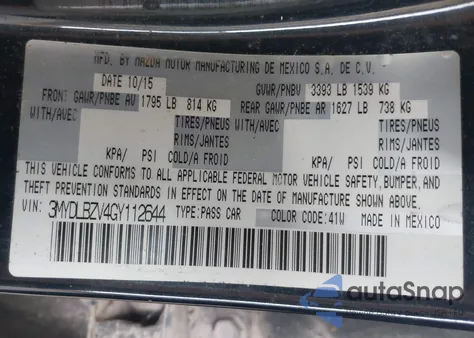 MFD. BY MAZDA MOTOR MANUFACTURING DE MEXICO S.A. DE C.V.
DATE 10/15 GVWR/PNBV 3393 LB 1539 KG
FRONT GAWR/PNBE AV 1795 LB 814 KG REAR GAWR/PNBE AR 1627 LB 738 KG
WITH/AVEC TIRES/PNEUS WITH/AVEC TIRES/PNEUS
RIMS/JANTES RIMS/JANTES
KPA/ PSI COLD/A FROID KPA/ PSI COLD/A FROID
THIS VEHICLE CONFORMS TO ALL APPLICABLE FEDERAL MOTOR VEHICLE SAFETY, BUMPER, AND
THEFT PREVENTION STANDARDS IN EFFECT ON THE DATE OF MANUFACTURE SHOWN ABOVE.
VIN: 3MYDLBZV4GY112644 TYPE:PASS CAR COLOR CODE:41W MADE IN MEXICO
autoSnap